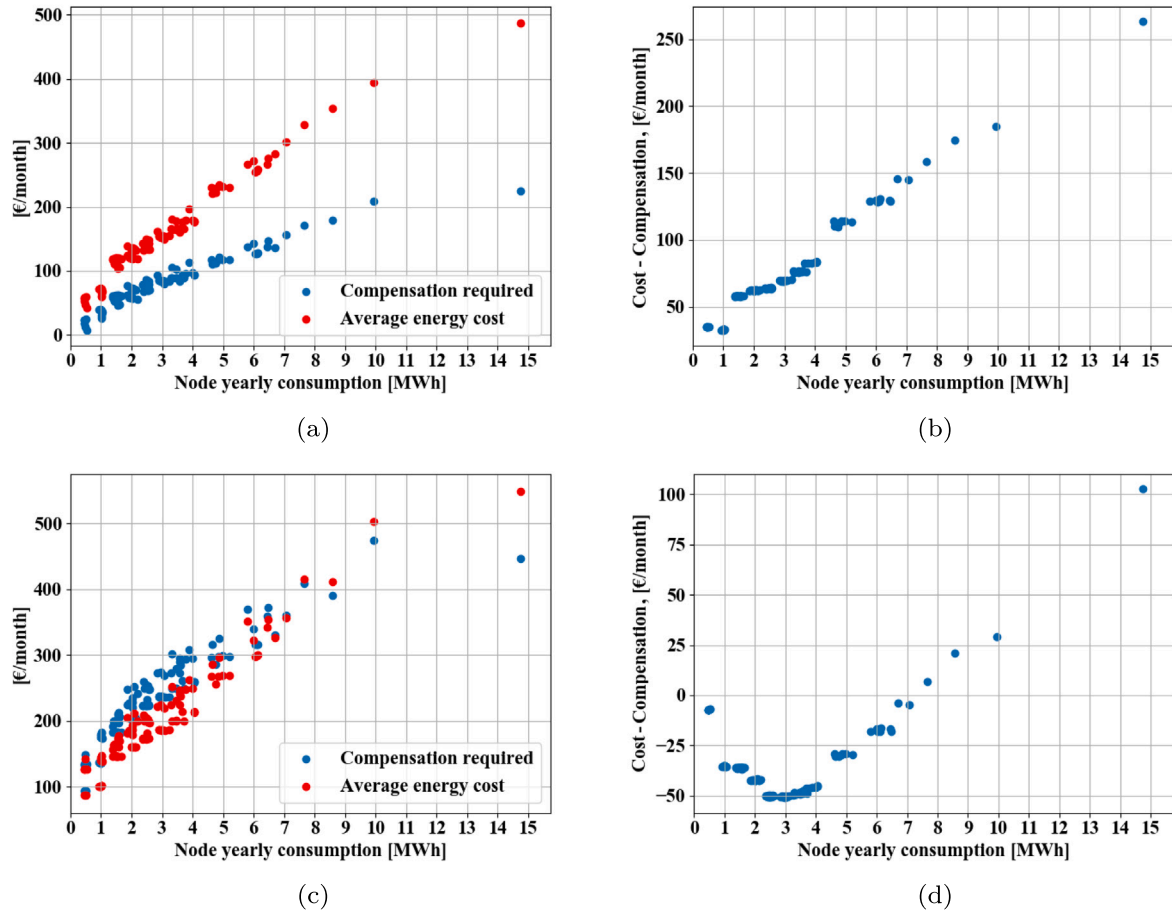 500
400
300
200
100
0
[€/month]
Compensation required
Average energy cost
0 1 2 3 4 5 6 7 8 9 10 11 12 13 14 15
Node yearly consumption [MWh]
(a)
250
200
150
100
50
0
Cost - Compensation, [€/month]
0 1 2 3 4 5 6 7 8 9 10 11 12 13 14 15
Node yearly consumption [MWh]
(b)
500
400
300
200
100
[€/month]
Compensation required
Average energy cost
0 1 2 3 4 5 6 7 8 9 10 11 12 13 14 15
Node yearly consumption [MWh]
(c)
100
75
50
25
0
−25
−50
Cost - Compensation, [€/month]
0 1 2 3 4 5 6 7 8 9 10 11 12 13 14 15
Node yearly consumption [MWh]
(d)